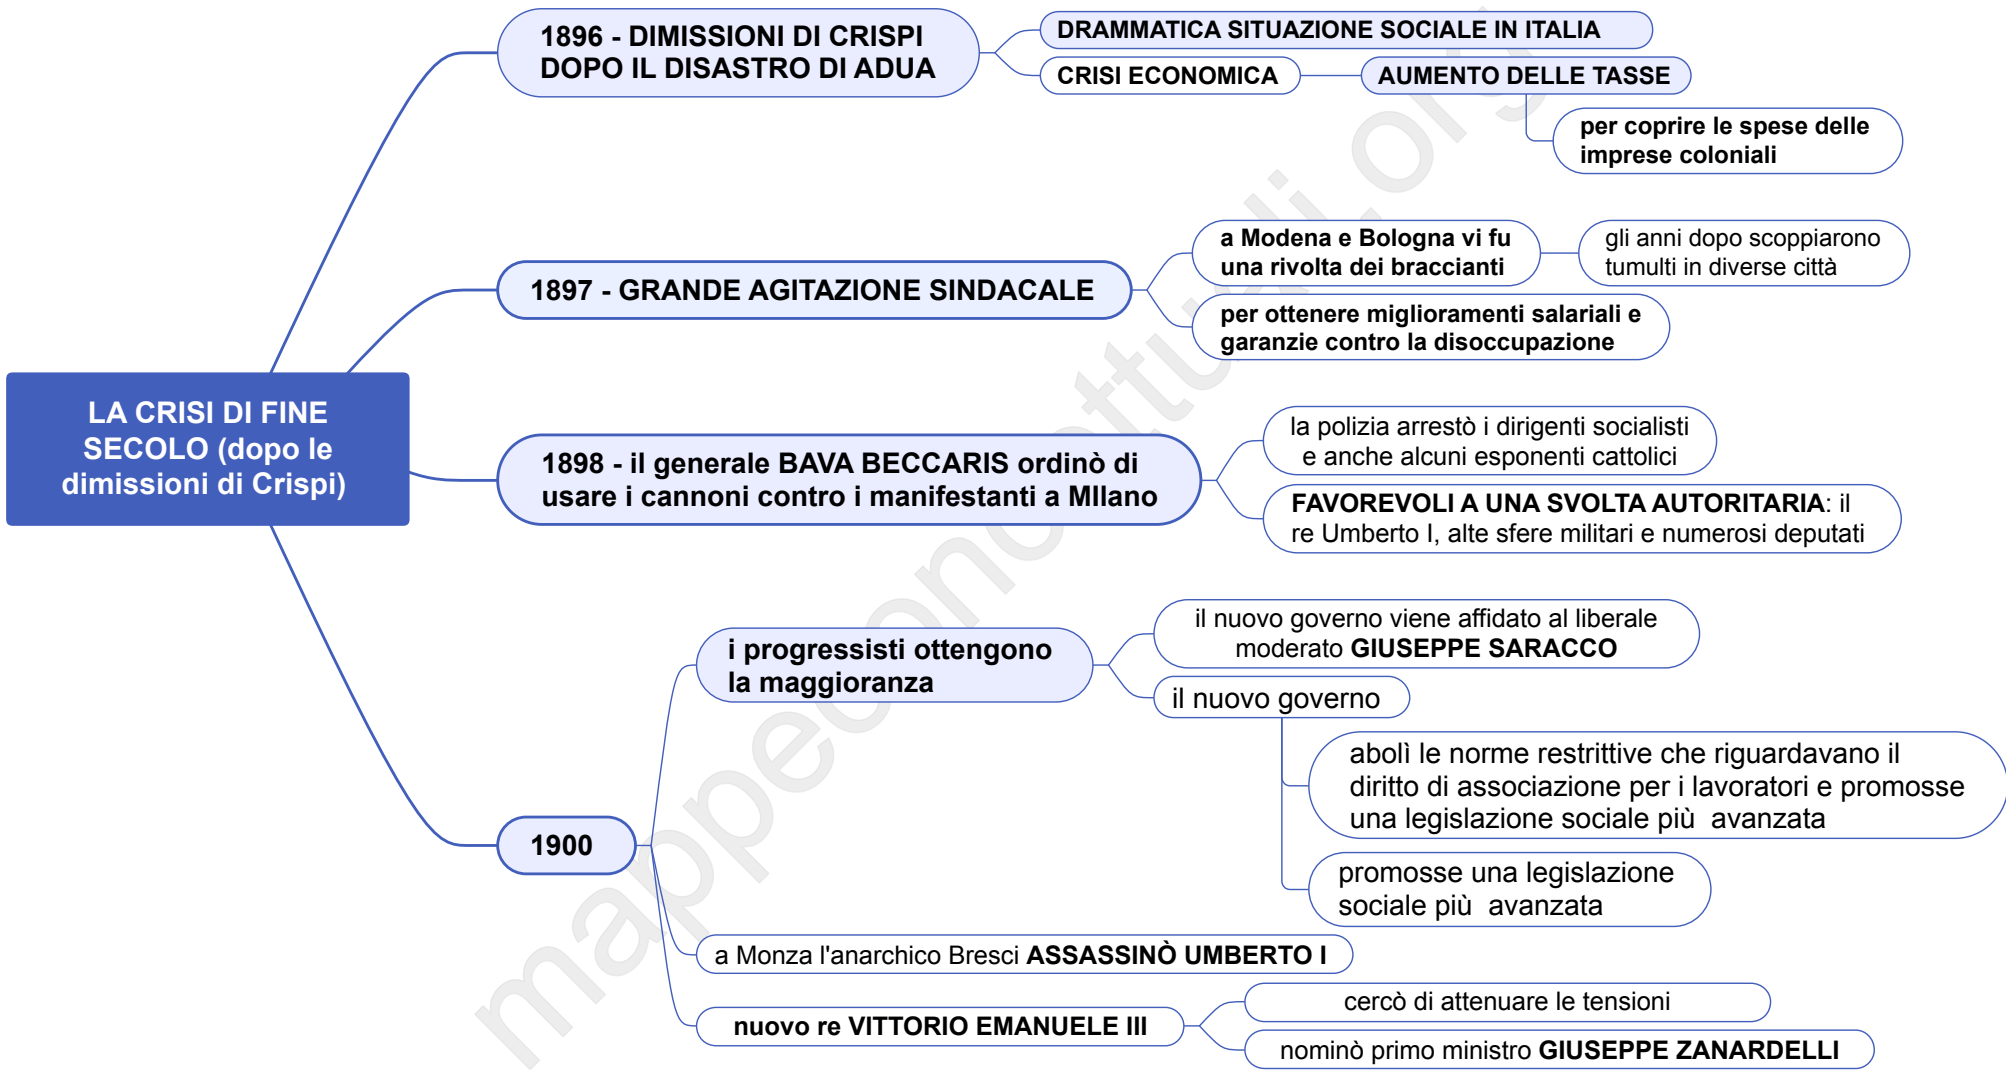 LA CRISI DI FINE
SECOLO (dopo le
dimissioni di Crispi)
1896 - DIMISSIONI DI CRISPI
DOPO IL DISASTRO DI ADUA
DRAMMATICA SITUAZIONE SOCIALE IN ITALIA
CRISI ECONOMICA
AUMENTO DELLE TASSE
per coprire le spese delle
imprese coloniali
1897 - GRANDE AGITAZIONE SINDACALE
a Modena e Bologna vi fu
una rivolta dei braccianti
gli anni dopo scoppiarono
tumulti in diverse città
per ottenere miglioramenti salariali e
garanzie contro la disoccupazione
1898 - il generale BAVA BECCARIS ordinò di
usare i cannoni contro i manifestanti a MIlano
la polizia arrestò i dirigenti socialisti
e anche alcuni esponenti cattolici
FAVOREVOLI A UNA SVOLTA AUTORITARIA: il
re Umberto I, alte sfere militari e numerosi deputati
1900
i progressisti ottengono
la maggioranza
il nuovo governo viene affidato al liberale
moderato GIUSEPPE SARACCO
il nuovo governo
abolì le norme restrittive che riguardavano il
diritto di associazione per i lavoratori e promosse
una legislazione sociale più  avanzata
promosse una legislazione
sociale più  avanzata
a Monza l'anarchico Bresci ASSASSINÒ UMBERTO I
nuovo re VITTORIO EMANUELE III
cercò di attenuare le tensioni
nominò primo ministro GIUSEPPE ZANARDELLI